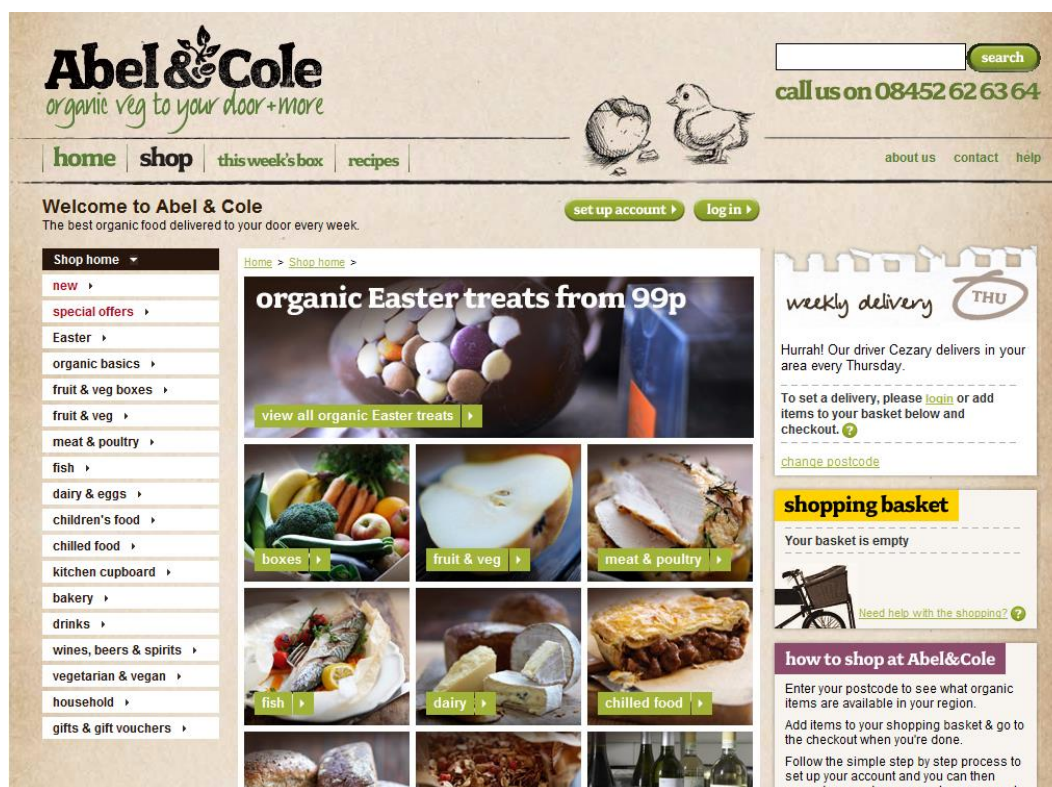 Abel&Cole
organic veg to your door+more
search
call us on 08452 62 63 64
home
shop
this week's box
recipes
about us
contact
help
Welcome to Abel & Cole
The best organic food delivered to your door every week.
set up account
log in
Shop home
new
special offers
Easter
organic basics
fruit & veg boxes
fruit & veg
meat & poultry
fish
dairy & eggs
children's food
chilled food
kitchen cupboard
bakery
drinks
wines, beers & spirits
vegetarian & vegan
household
gifts & gift vouchers
Home > Shop home >
organic Easter treats from 99p
view all organic Easter treats
boxes
fruit & veg
meat & poultry
fish
dairy
chilled food
weekly delivery
THU
Hurrah! Our driver Cezary delivers in your
area every Thursday.
To set a delivery, please login or add
items to your basket below and
checkout. ?
change postcode
shopping basket
Your basket is empty
Need help with the shopping? ?
how to shop at Abel&Cole
Enter your postcode to see what organic
items are available in your region.
Add items to your shopping basket & go to
the checkout when you're done.
Follow the simple step by step process to
set up your account and you can then